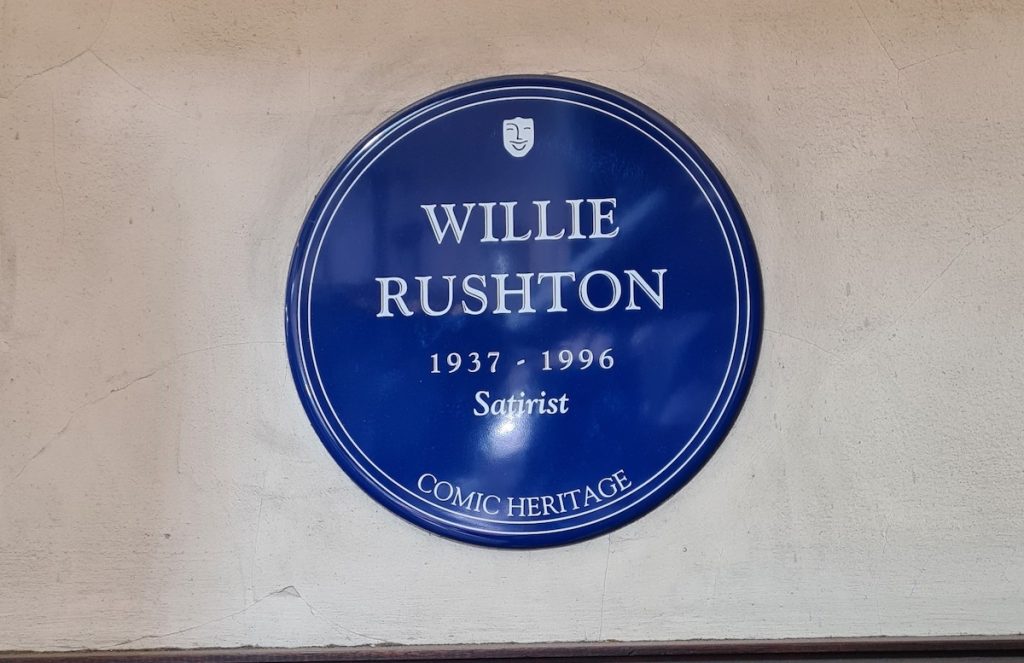 WILLIE
RUSHTON
1937 - 1996
Satirist
COMIC HERITAGE